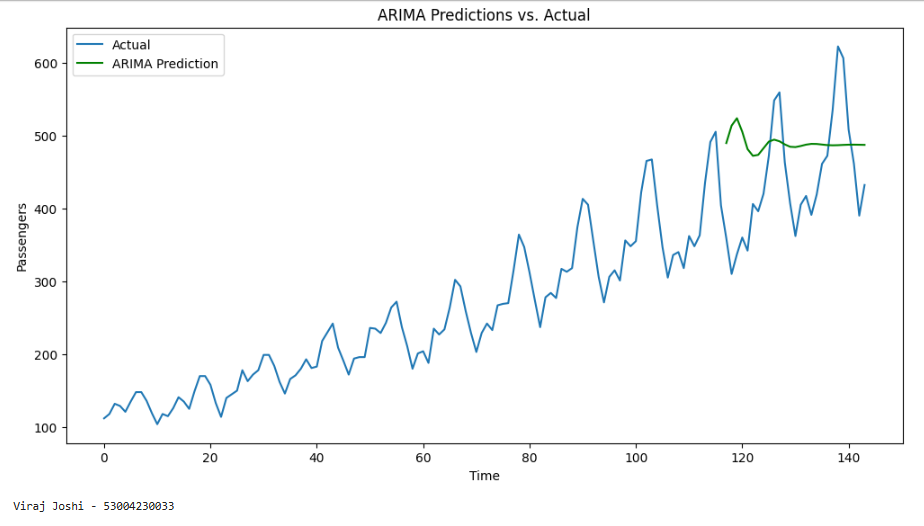 ARIMA Predictions vs. Actual
Actual
ARIMA Prediction
600
500
400
300
200
100
Passengers
0 20 40 60 80 100 120 140
Time
Viraj Joshi - 53004230033